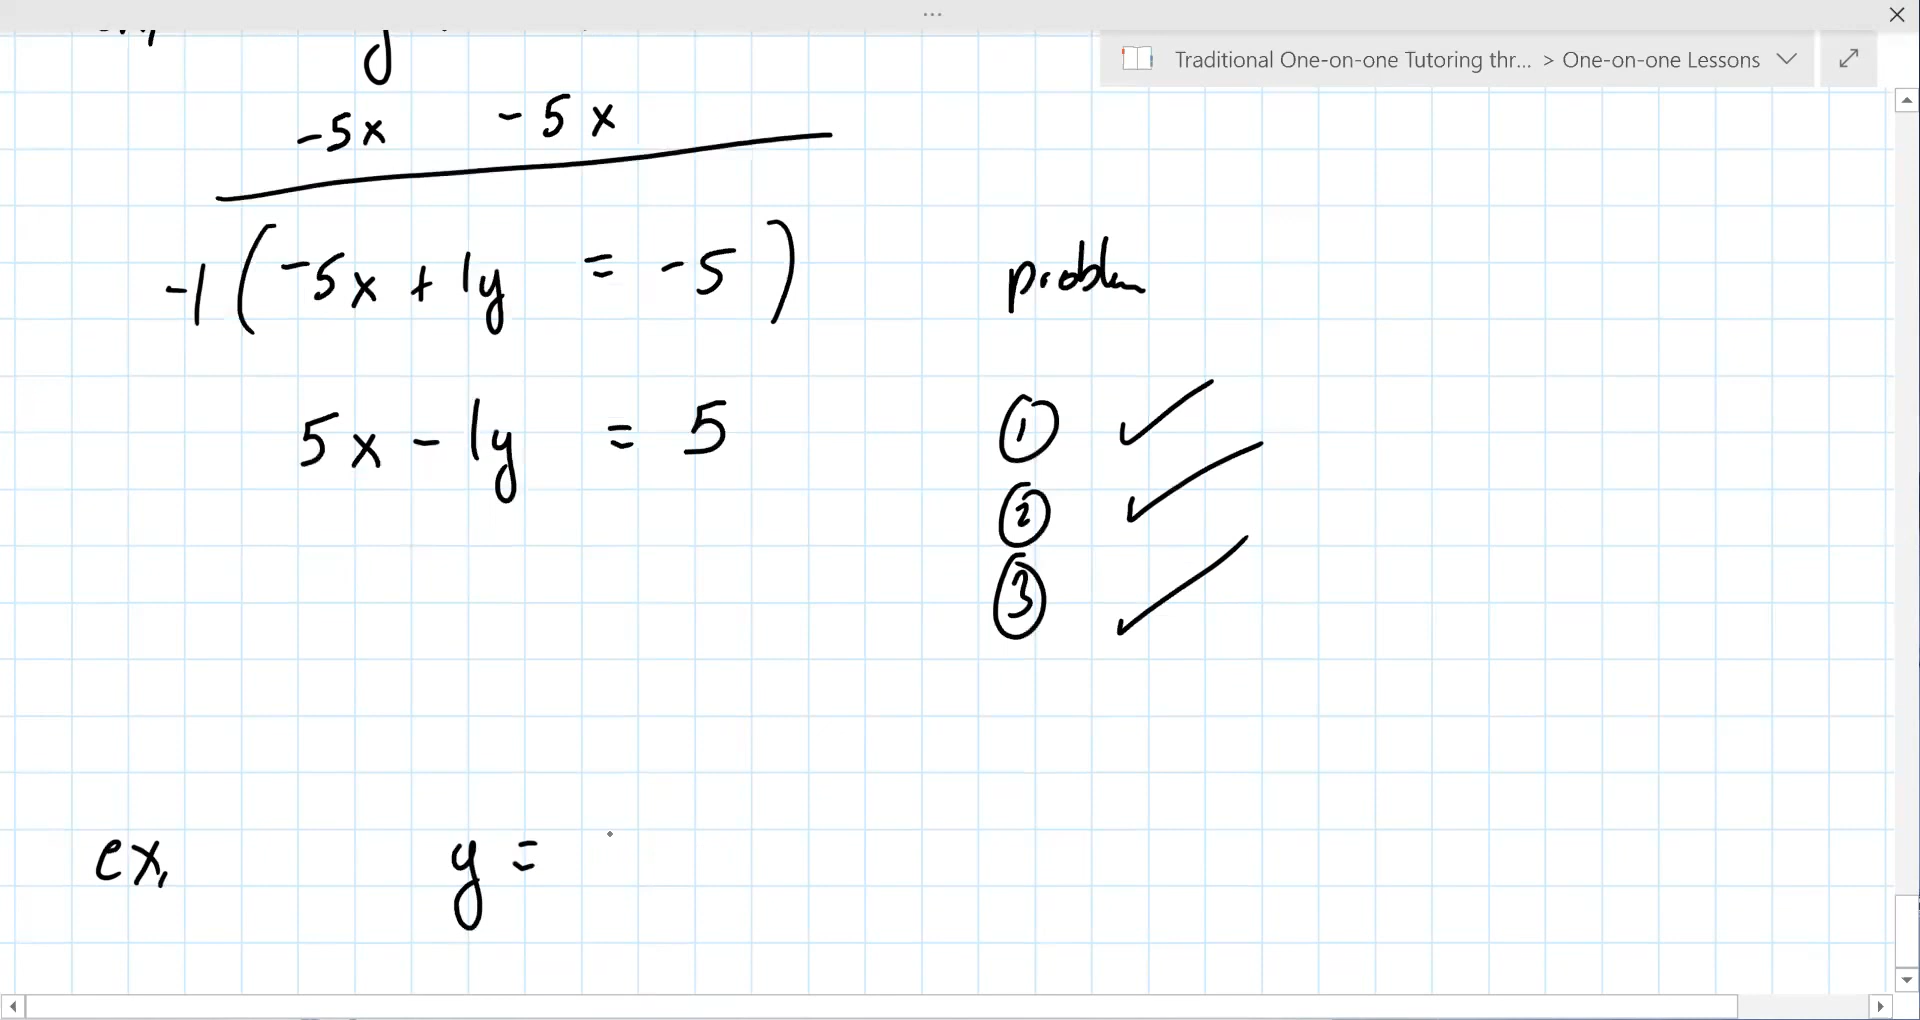 ...
Traditional One-on-one Tutoring thr... > One-on-one Lessons
y
-5x -5x
-1(-5x + 1y = -5)
problem
5x - 1y = 5
① ✓
② ✓
③ ✓
ex, y =